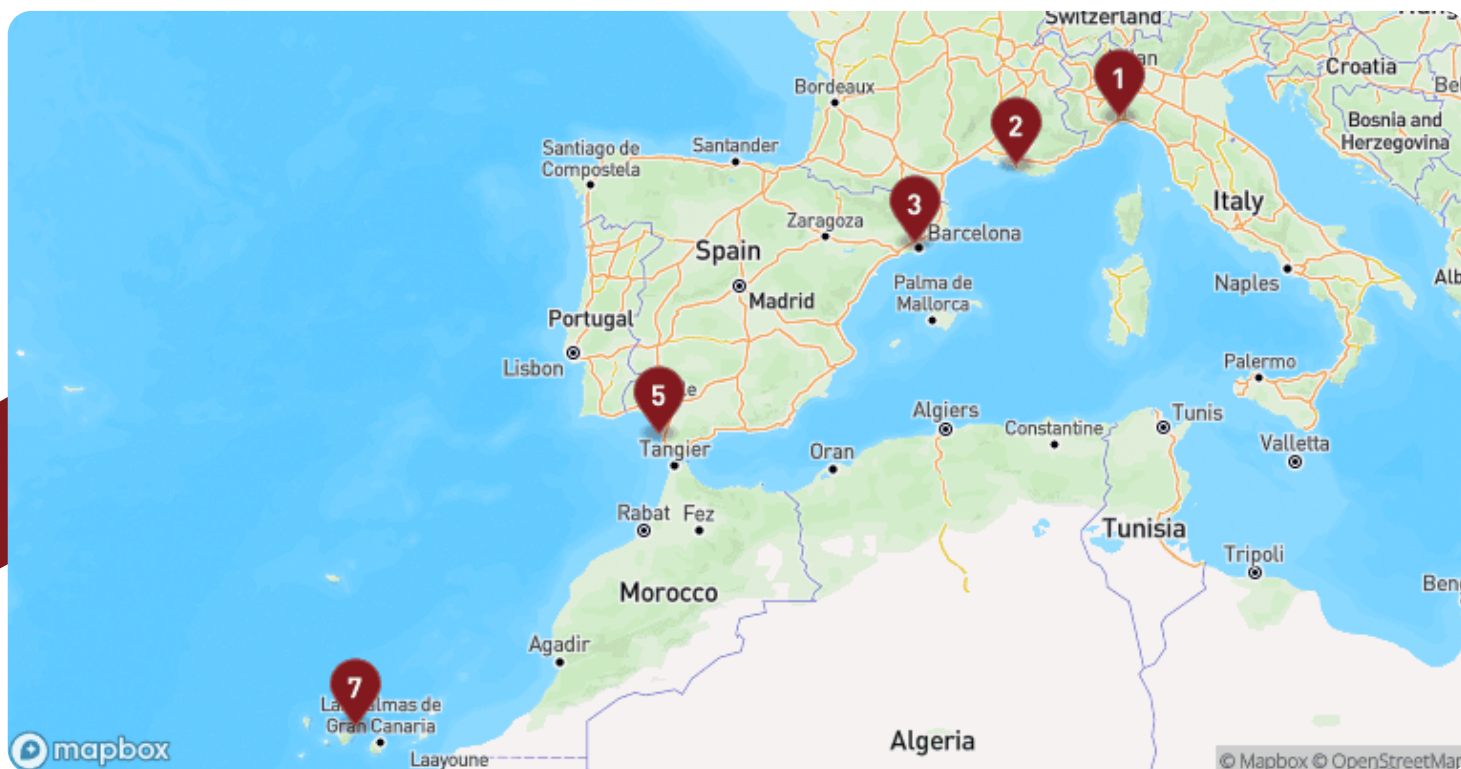 Switzerland
Croatia
Bordeaux
1
2
Bosnia and
Herzegovina
Santander
Santiago de
Compostela
3
Italy
Zaragoza
Barcelona
Spain
Naples
Palma de
Mallorca
Madrid
Portugal
Lisbon
Palermo
5
Algiers
Tunis
Constantine
Tangier
Oran
Valletta
Rabat
Fez
Tunisia
Tripoli
Morocco
Agadir
7
Gran Canaria
Algeria
mapbox
Laayoune
© Mapbox © OpenStreetMap